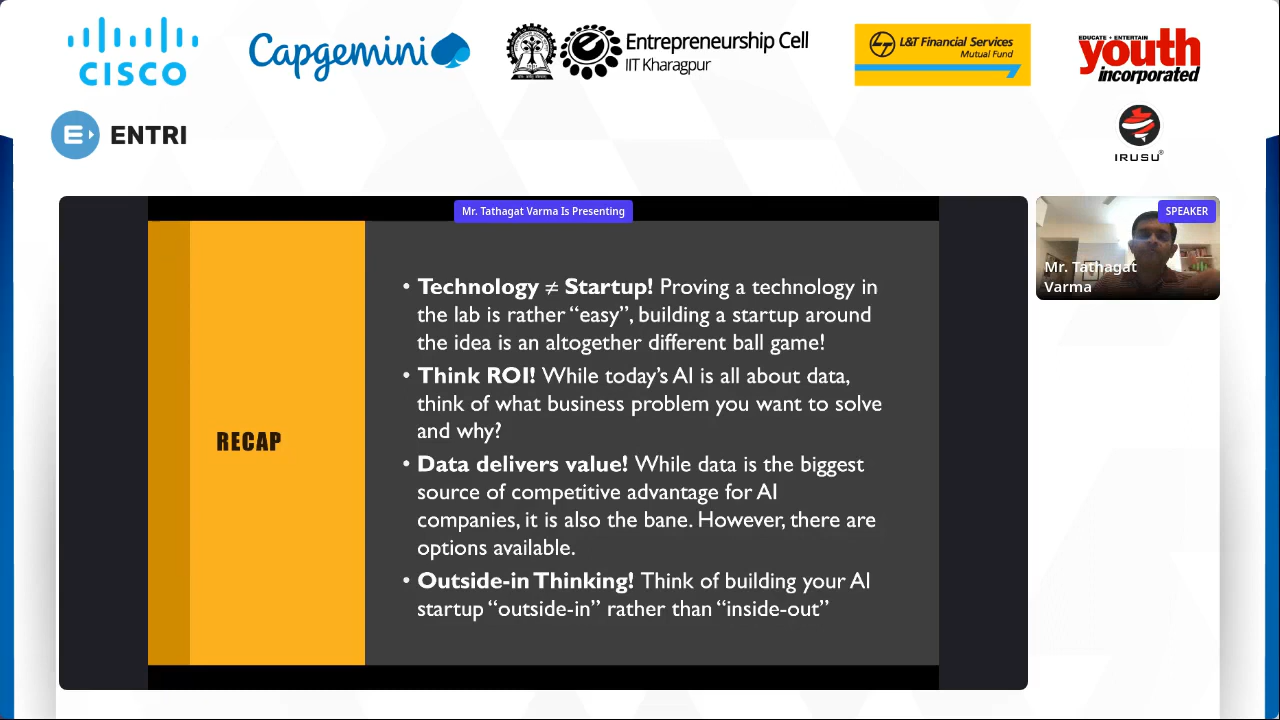 CISCO
Capgemini
Entrepreneurship Cell
IIT Kharagpur
L&T Financial Services
Mutual Fund
EDUCATE + ENTERTAIN
youth
incorporated
E
ENTRI
IRUSU®
Mr. Tathagat Varma Is Presenting
SPEAKER
Mr. Tathagat
Varma
RECAP
• Technology ≠ Startup! Proving a technology in
the lab is rather “easy”, building a startup around
the idea is an altogether different ball game!
• Think ROI! While today’s AI is all about data,
think of what business problem you want to solve
and why?
• Data delivers value! While data is the biggest
source of competitive advantage for AI
companies, it is also the bane. However, there are
options available.
• Outside-in Thinking! Think of building your AI
startup “outside-in” rather than “inside-out”